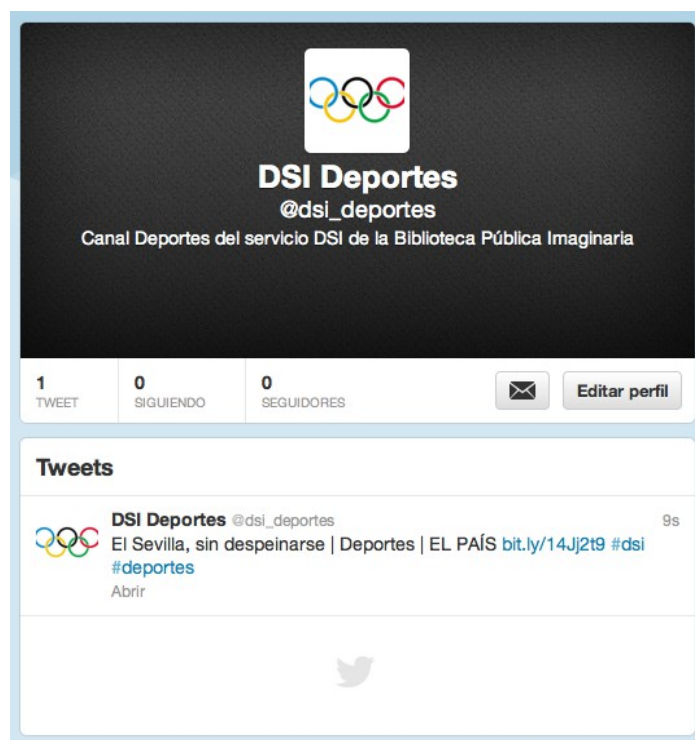 DSI Deportes
@dsi_deportes
Canal Deportes del servicio DSI de la Biblioteca Pública Imaginaria
1
TWEET
0
SIGUIENDO
0
SEGUIDORES
Editar perfil
Tweets
DSI Deportes @dsi_deportes 9s
El Sevilla, sin despeinarse | Deportes | EL PAÍS bit.ly/14Jj2t9 #dsi
#deportes
Abrir